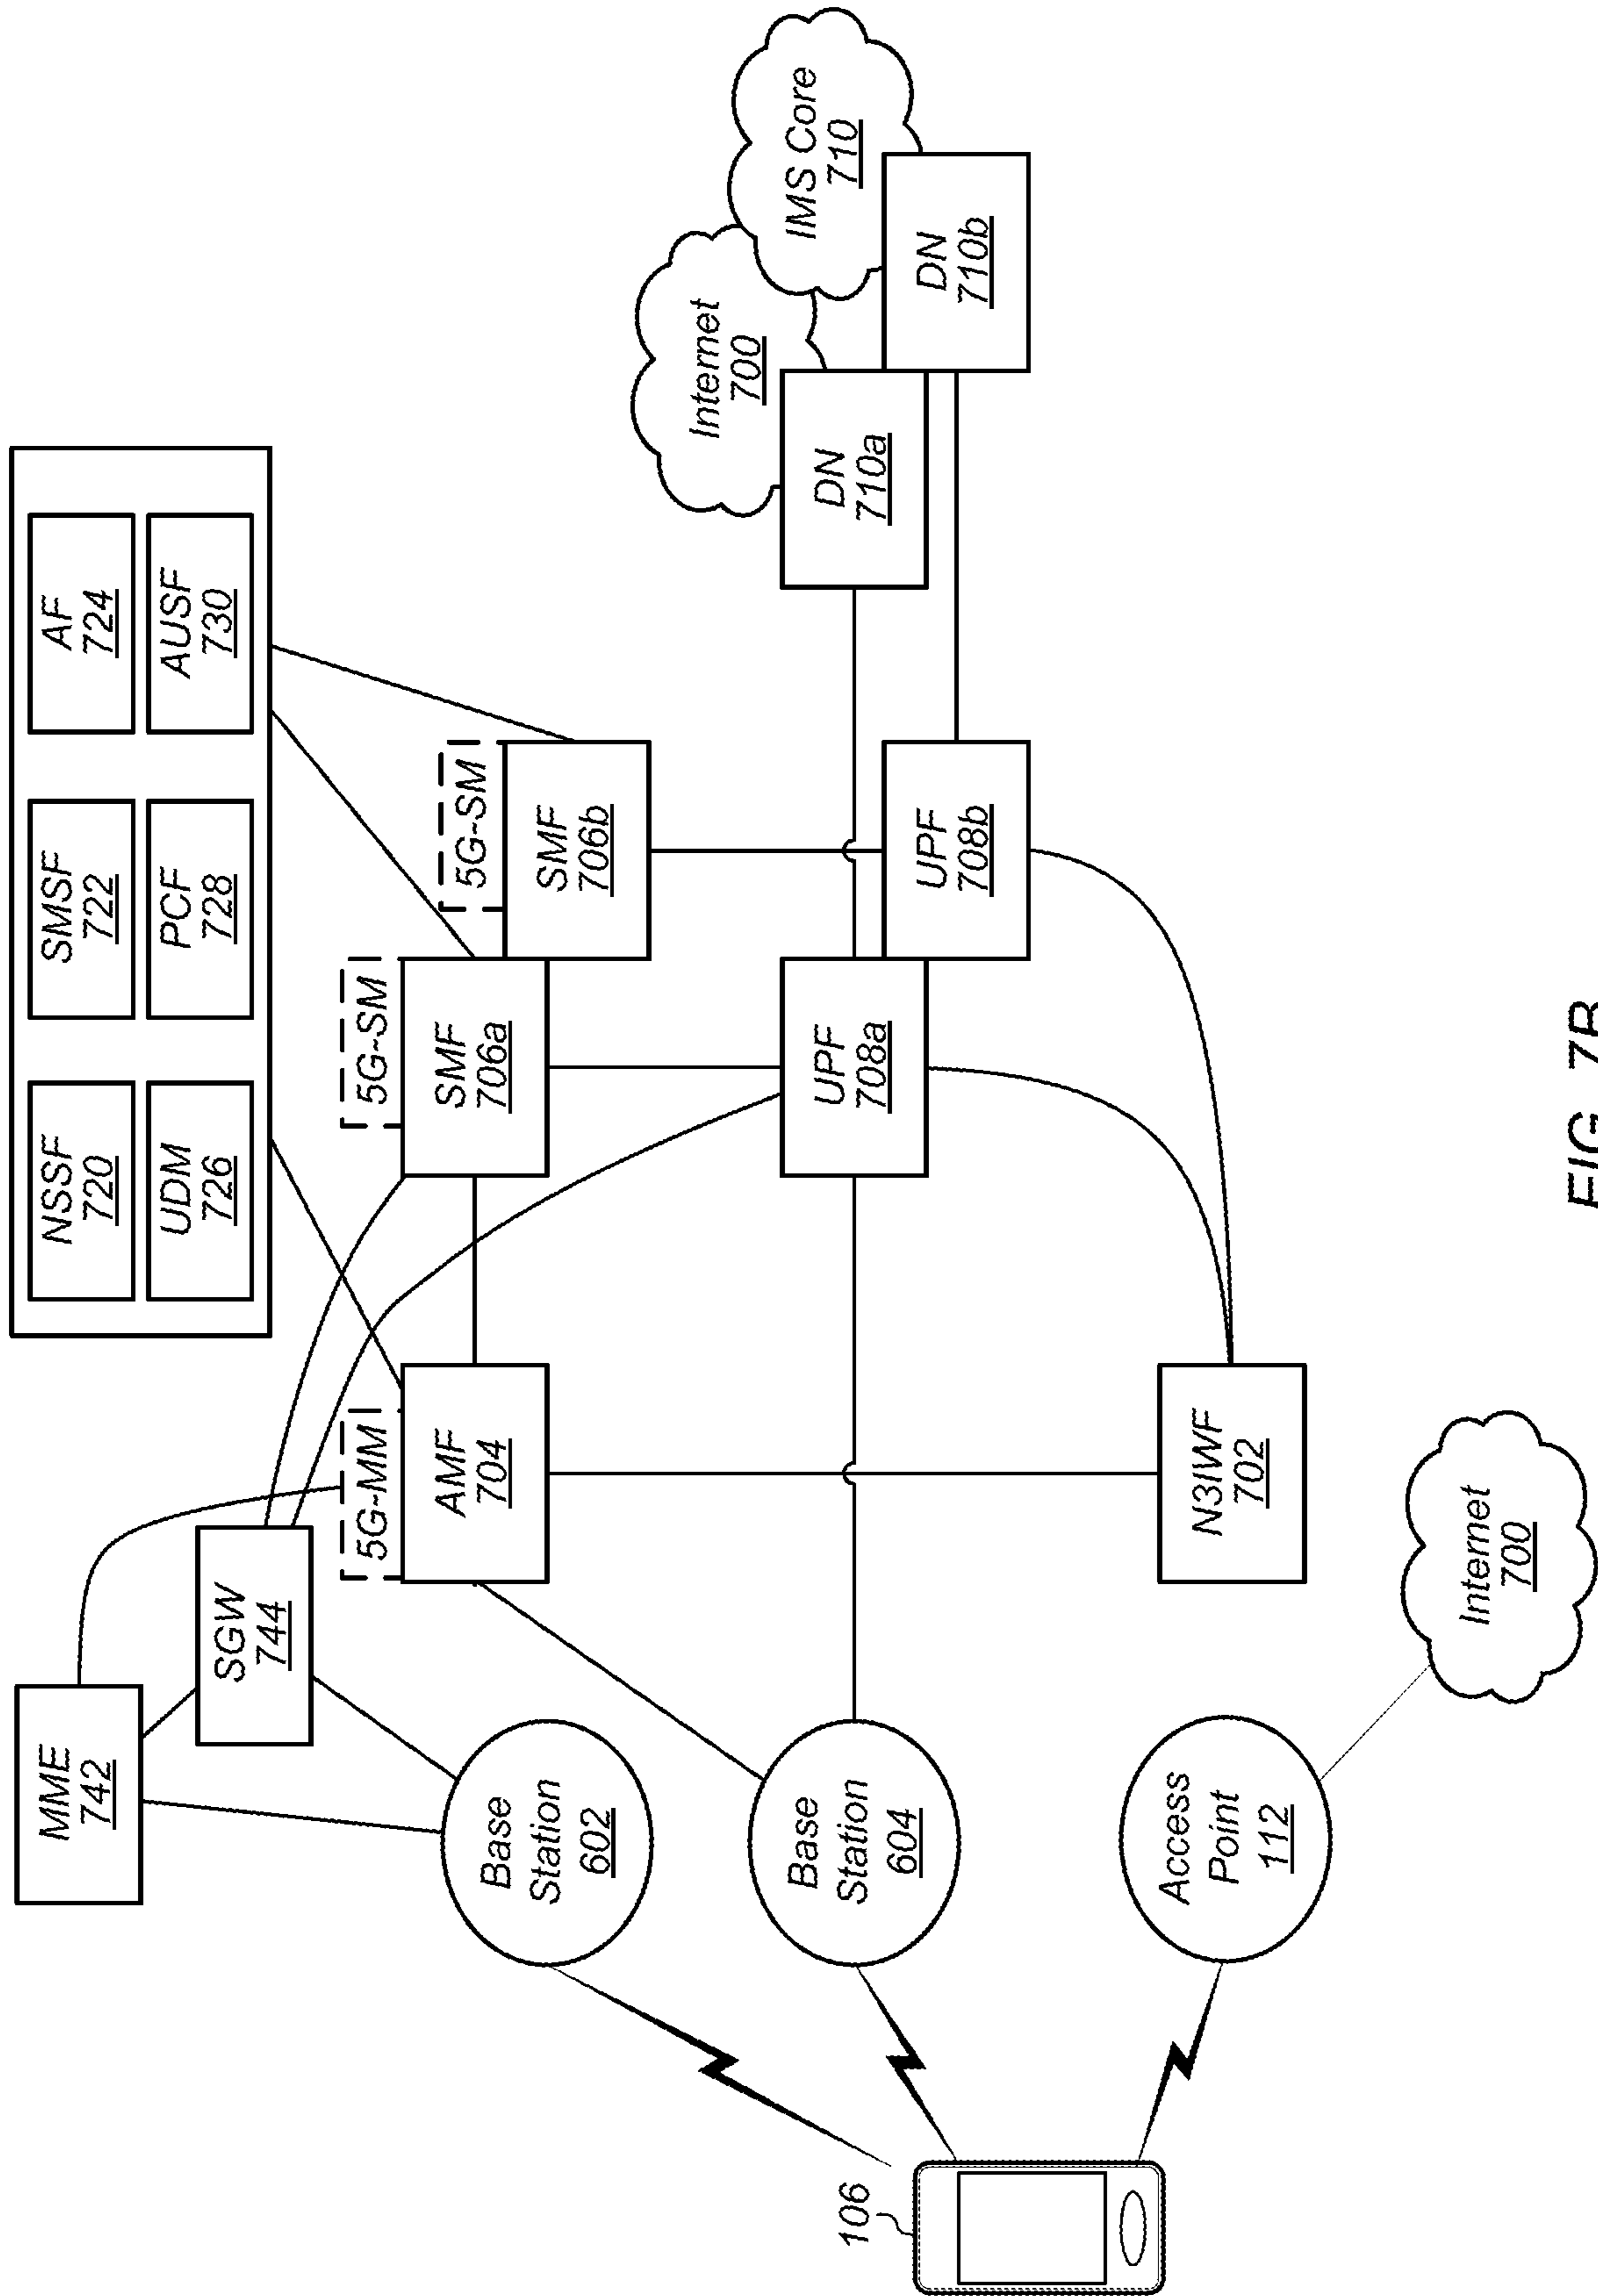 NSSF
720
SMSF
722
AF
724
UDM
726
PCF
728
AUSF
730
MME
742
SGW
744
5G-MM
AMF
704
5G-SM
SMF
706a
5G-SM
SMF
706b
Base
Station
602
Internet
700
IMS Core
710
Base
Station
604
UPF
708a
UPF
708b
DN
710a
DN
710b
106
Access
Point
112
N3IWF
702
Internet
700
FIG. 7B